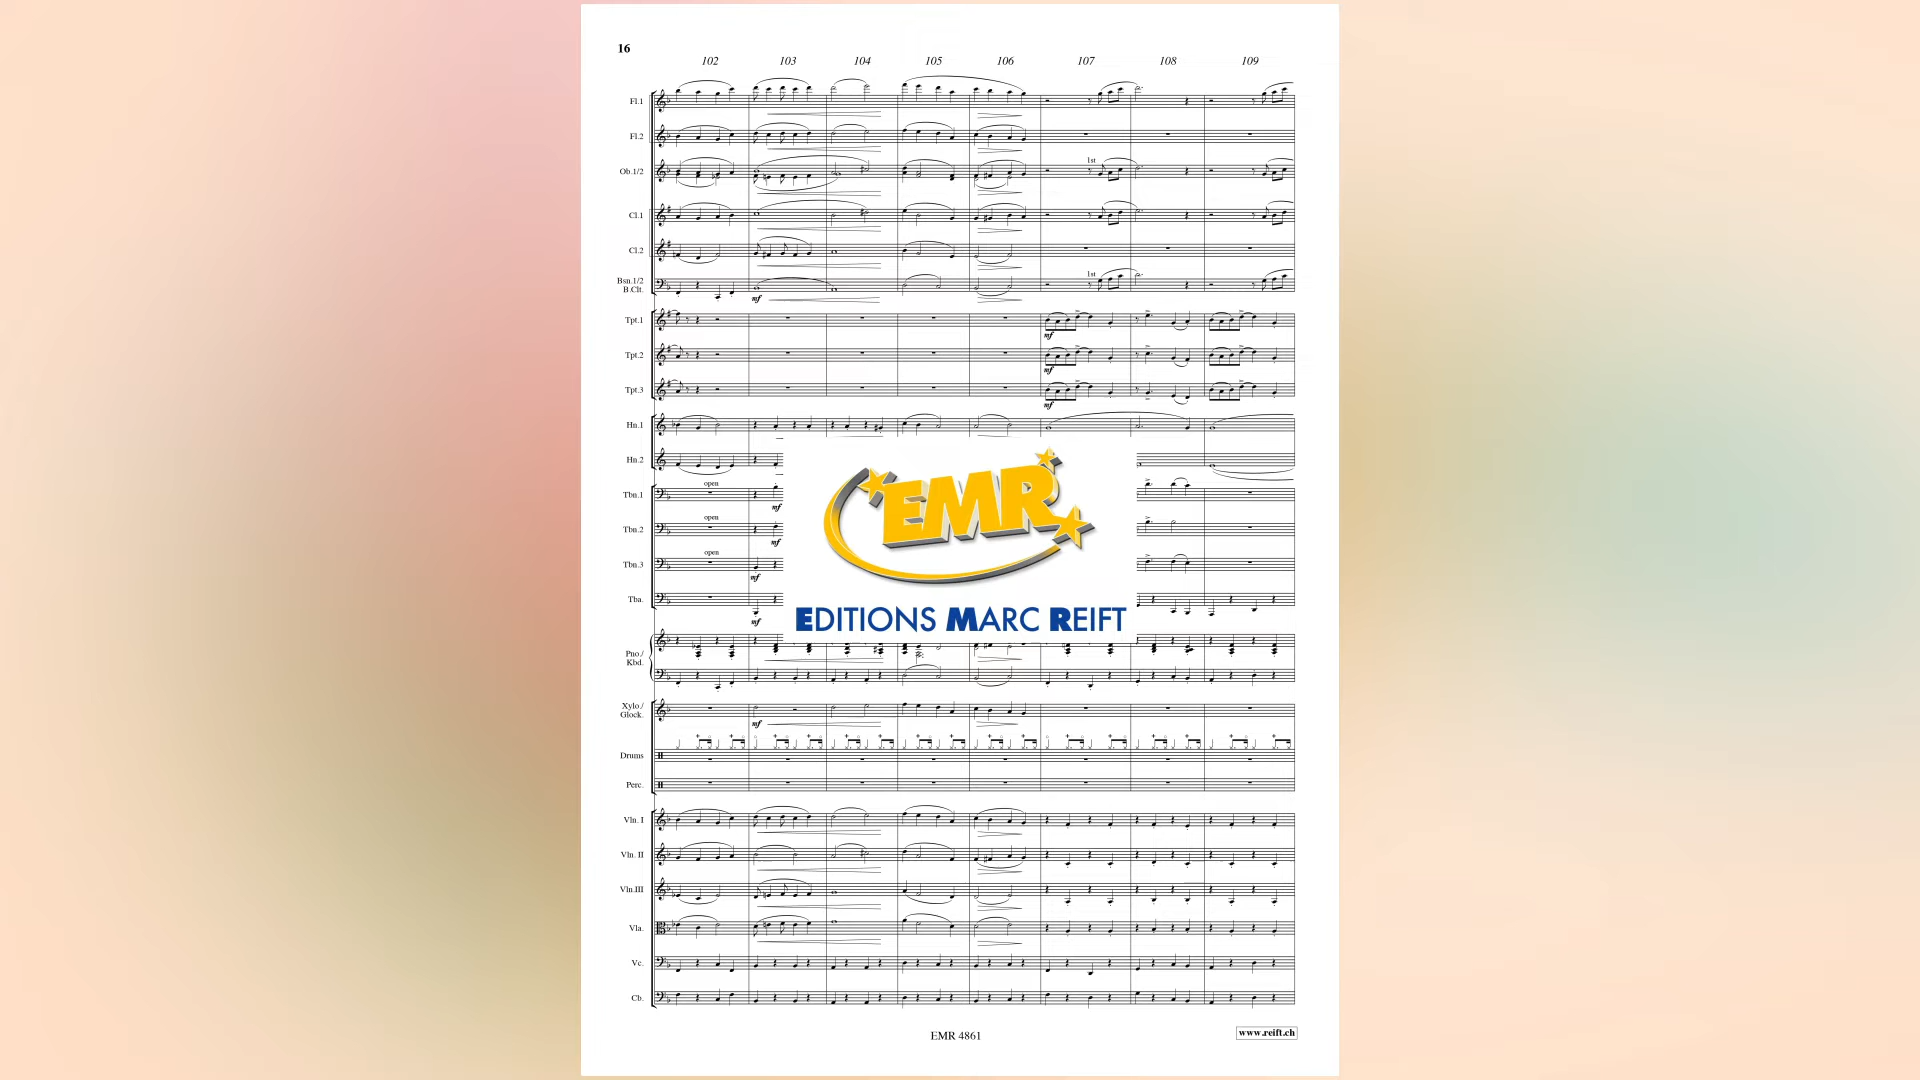 16
102 103 104 105 106 107 108 109
Fl.1
Fl.2
Ob.1/2 1st
Cl.1
Cl.2
Bsn.1/2
B.Clt. 1st
mf
Tpt.1
mf
Tpt.2
mf
Tpt.3
mf
Hn.1
Hn.2
open
Tbn.1
mf
open
Tbn.2
mf
open
Tbn.3
mf
Tba.
mf
EMR
EDITIONS MARC REIFT
Pno./
Kbd.
Xylo./
Glock.
mf
Drums
Perc.
Vln. I
Vln. II
Vln.III
Vla.
Vc.
Cb.
EMR 4861
www.reift.ch